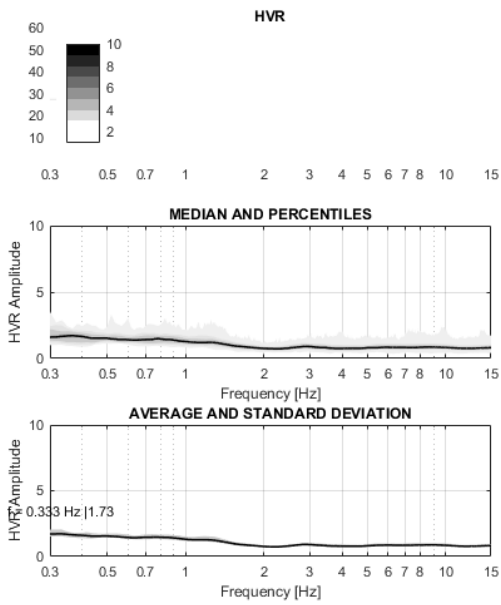 HVR
60
50
40
30
20
10
10
8
6
4
2
0.3 0.5 0.7 1 2 3 4 5 6 7 8 10 15
MEDIAN AND PERCENTILES
HVR Amplitude
10
5
0
0.3 0.5 0.7 1 2 3 4 5 6 7 8 10 15
Frequency [Hz]
AVERAGE AND STANDARD DEVIATION
HVR Amplitude
10
5
0
0.333 Hz |1.73
0.3 0.5 0.7 1 2 3 4 5 6 7 8 10 15
Frequency [Hz]